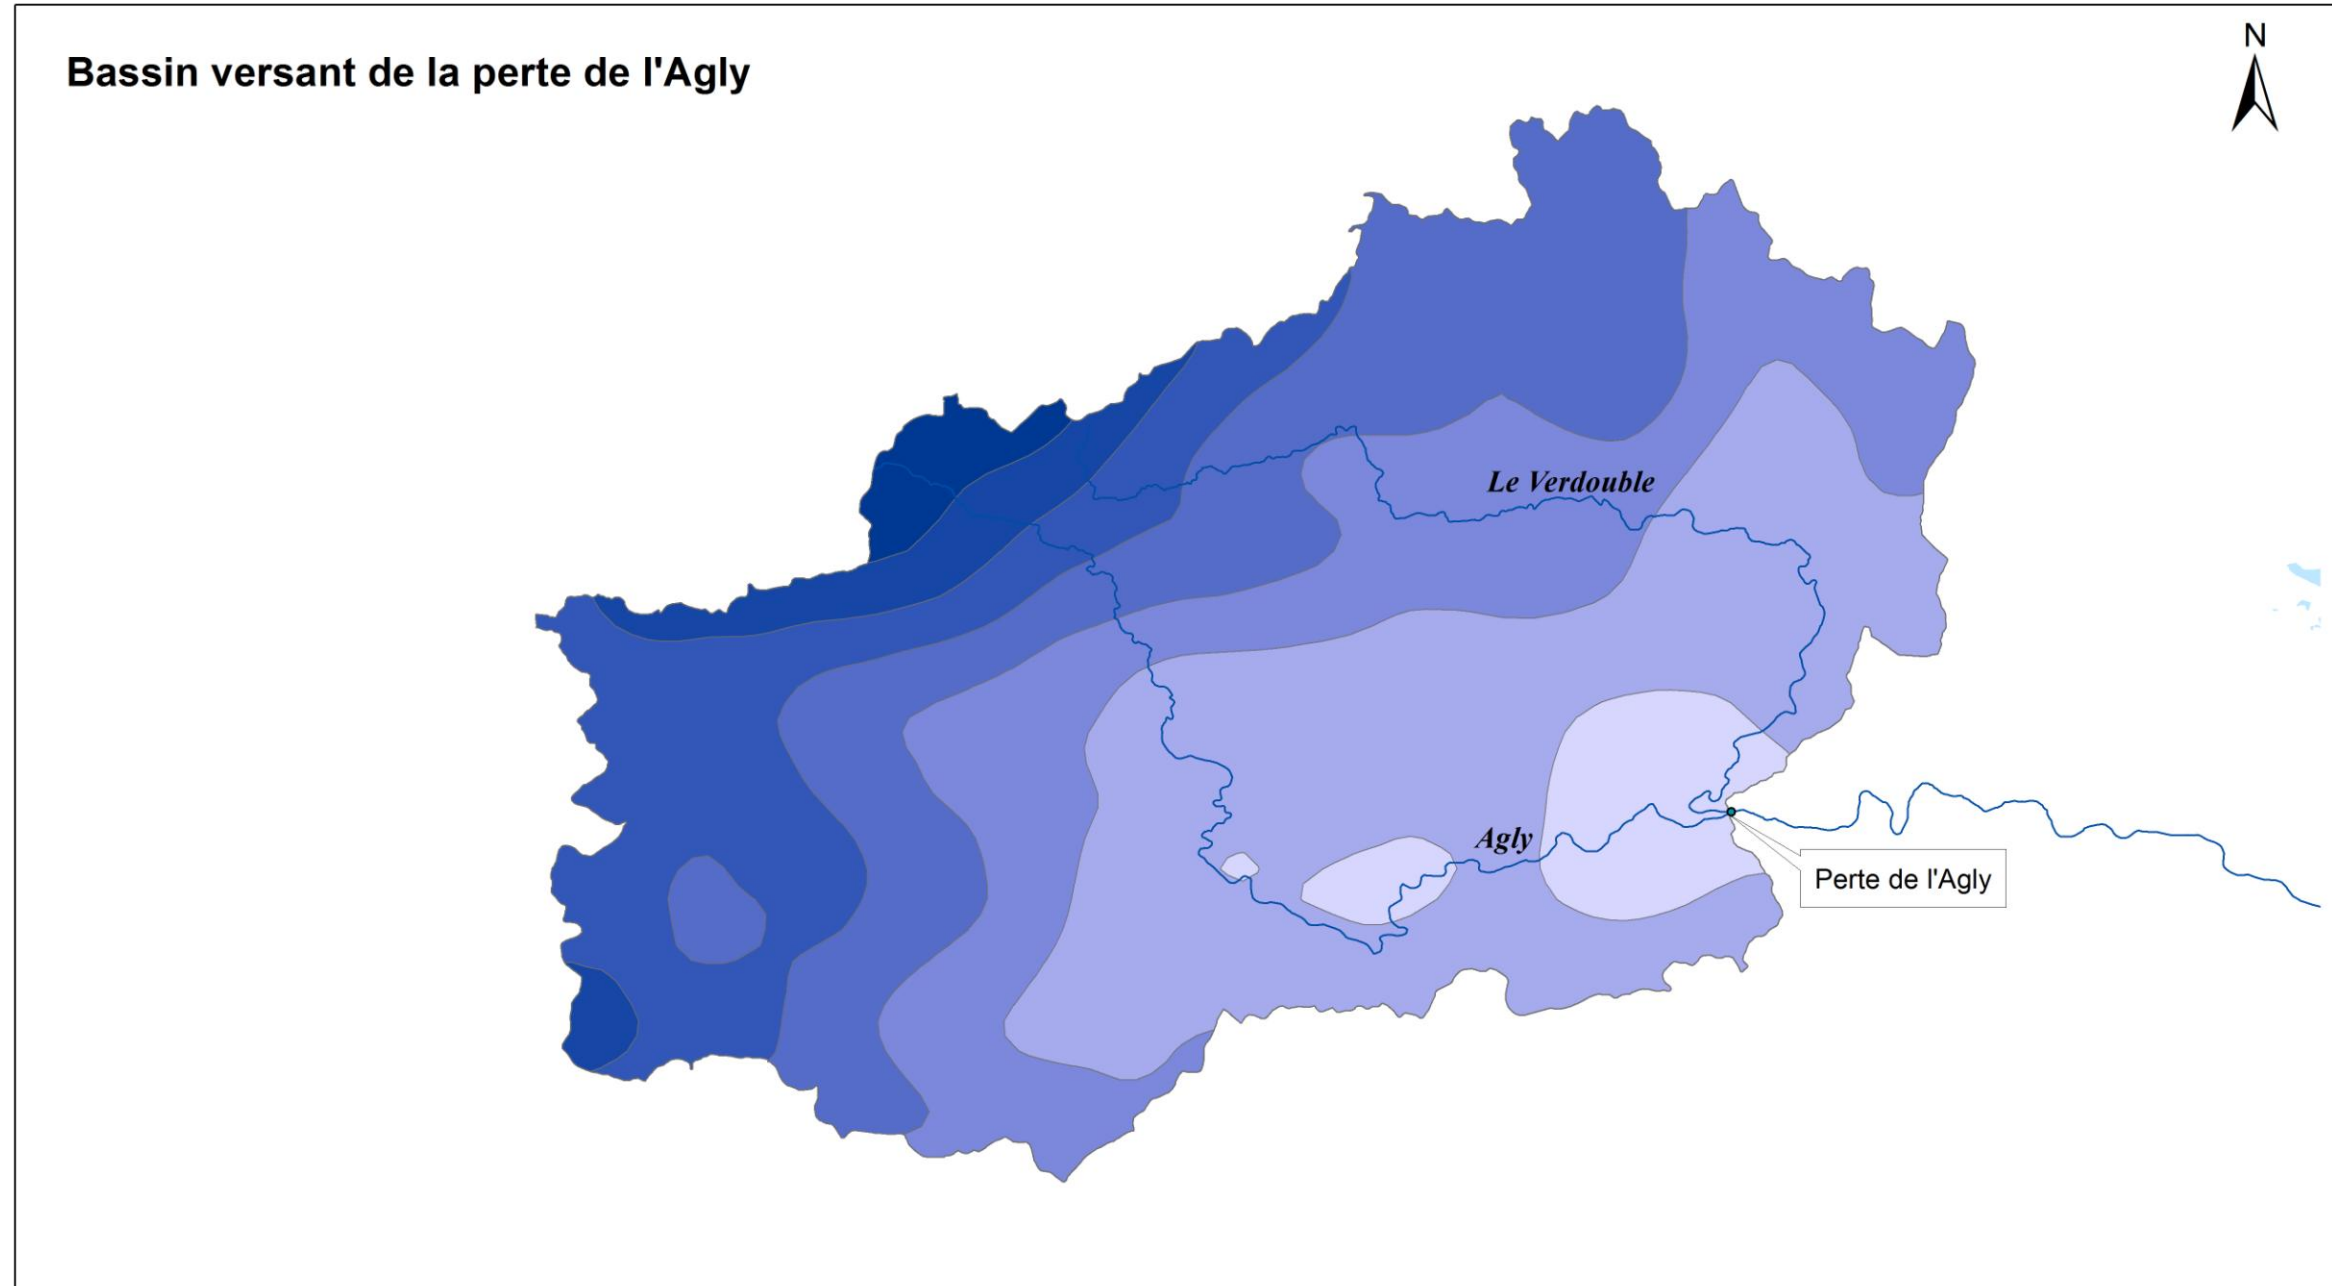 Bassin versant de la perte de l'Agly
N
Le Verdouble
Agly
Perte de l'Agly